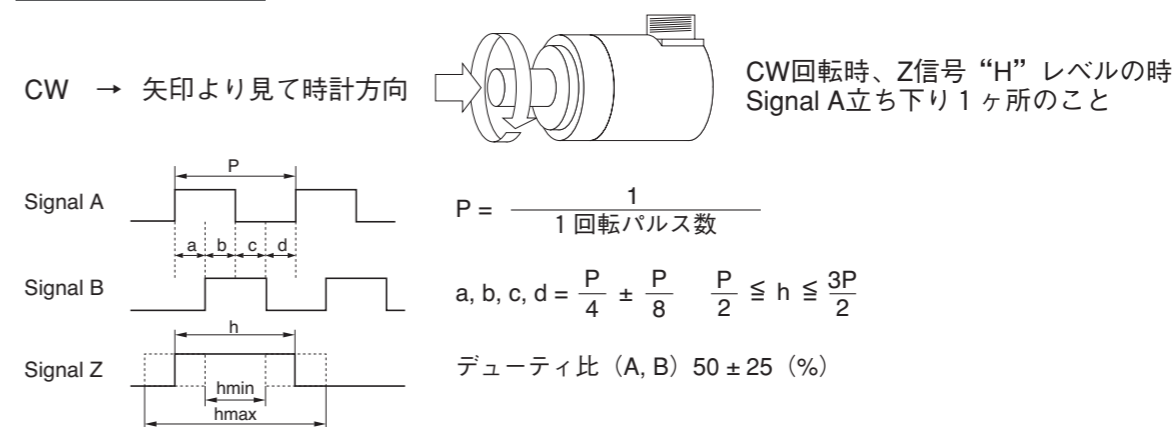 CW → 矢印より見て時計方向
CW回転時、Z信号“H”レベルの時
Signal A立ち下り1ヶ所のこと
P
Signal A
P = 1 / 1回転パルス数
a b c d
Signal B
a, b, c, d = P/4 ± P/8 P/2 ≦ h ≦ 3P/2
h
Signal Z
デューティ比（A, B）50 ± 25（%）
hmin
hmax